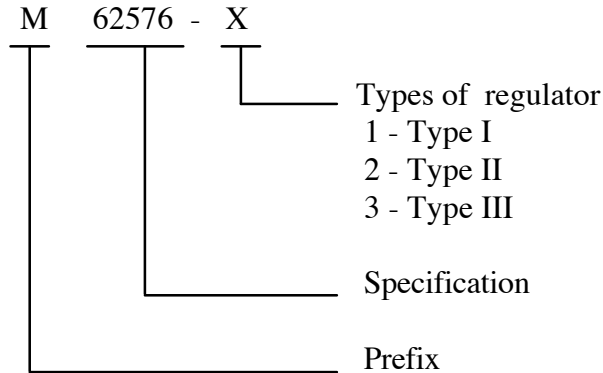 M 62576 - X
Types of regulator
1 - Type I
2 - Type II
3 - Type III
Specification
Prefix